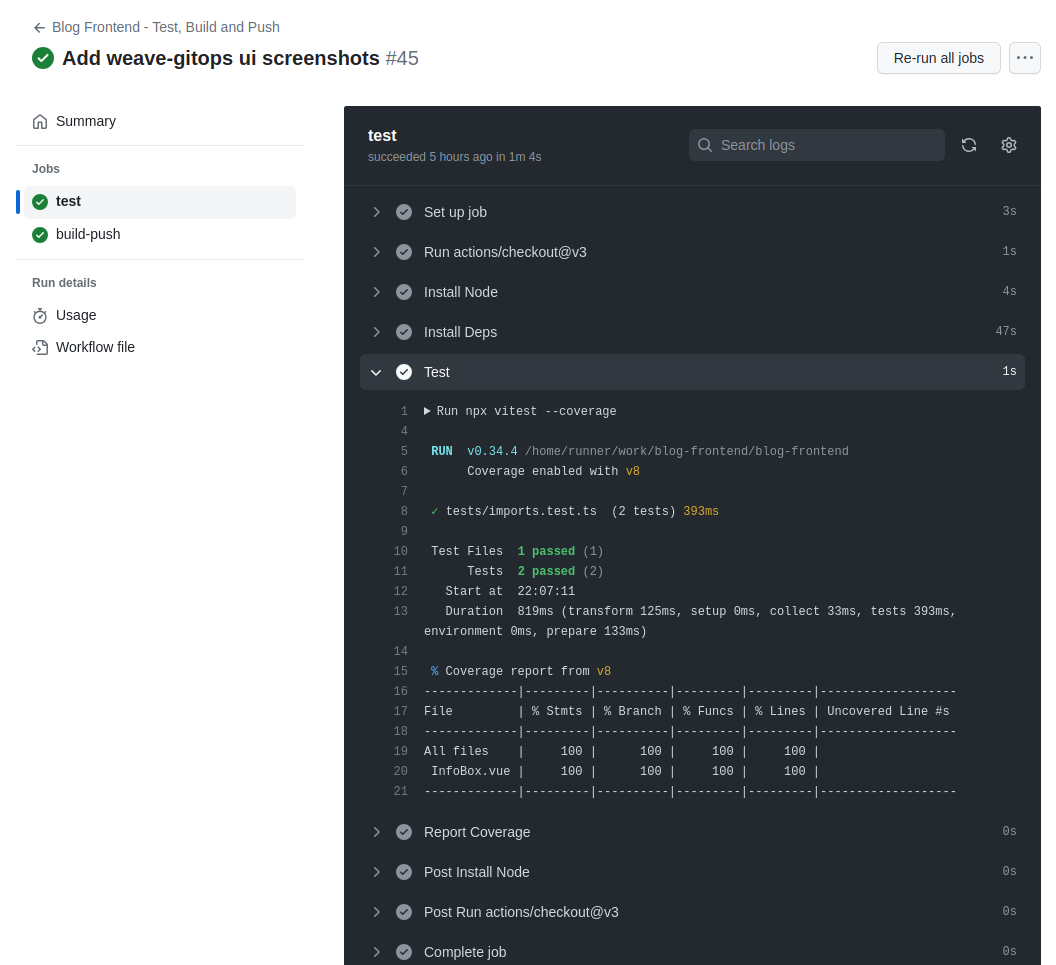 Blog Frontend - Test, Build and Push
Add weave-gitops ui screenshots #45
Re-run all jobs
Summary
Jobs
test
build-push
Run details
Usage
Workflow file
test
succeeded 5 hours ago in 1m 4s
Search logs
Set up job 3s
Run actions/checkout@v3 1s
Install Node 4s
Install Deps 47s
Test 1s
1 Run npx vitest --coverage
4
5 RUN v0.34.4 /home/runner/work/blog-frontend/blog-frontend
6 Coverage enabled with v8
7
8 ✓ tests/imports.test.ts (2 tests) 393ms
9
10 Test Files 1 passed (1)
11 Tests 2 passed (2)
12 Start at 22:07:11
13 Duration 819ms (transform 125ms, setup 0ms, collect 33ms, tests 393ms,
environment 0ms, prepare 133ms)
14
15 % Coverage report from v8
16 -------------|---------|----------|---------|---------|-------------------
17 File         | % Stmts | % Branch | % Funcs | % Lines | Uncovered Line #s
18 -------------|---------|----------|---------|---------|-------------------
19 All files    |     100 |      100 |     100 |     100 |
20  InfoBox.vue |     100 |      100 |     100 |     100 |
21 -------------|---------|----------|---------|---------|-------------------
Report Coverage 0s
Post Install Node 0s
Post Run actions/checkout@v3 0s
Complete job 0s